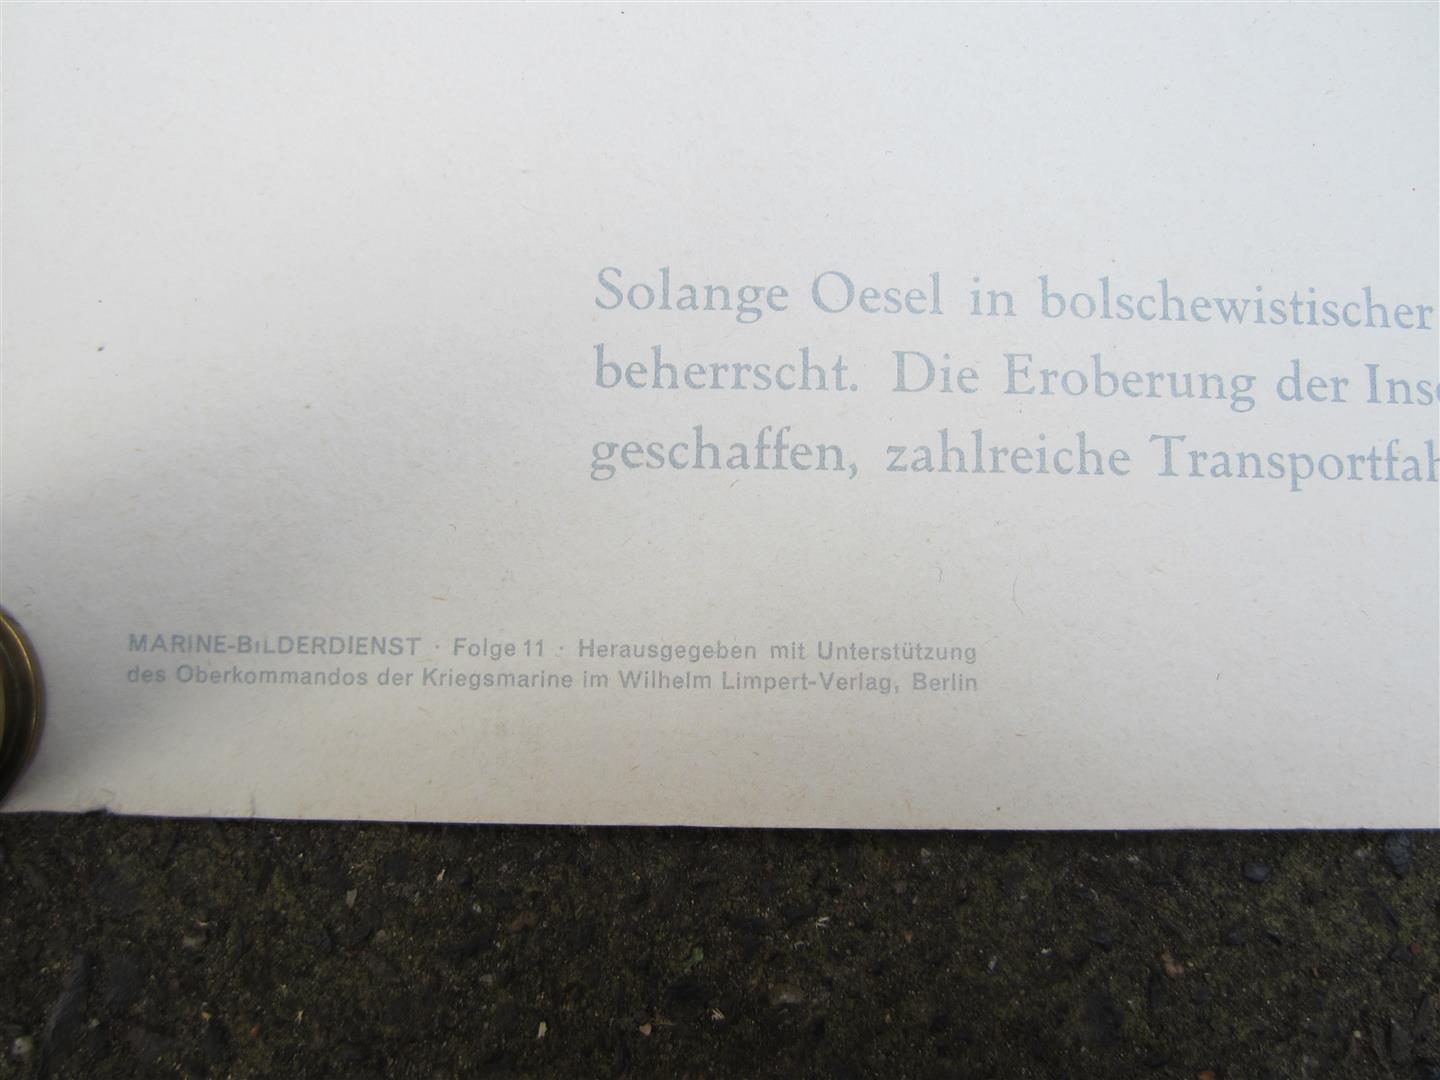 Solange Oesel in bolschewistischer
beherrscht. Die Eroberung der
geschaffen, zahlreiche
MARINE-BILDERDIENST · Folge 11 · Herausgegeben mit Unterstützung
des Oberkommandos der Kriegsmarine im Wilhelm Limpert-Verlag, Berlin